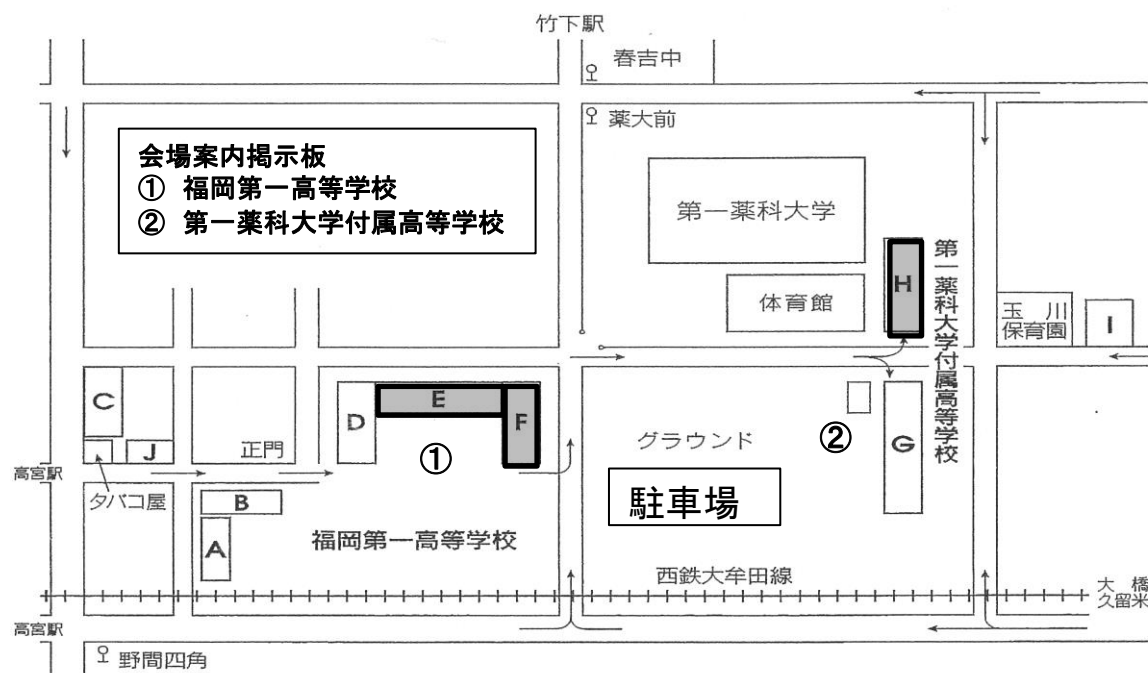 竹下駅
春吉中
薬大前
会場案内掲示板
① 福岡第一高等学校
② 第一薬科大学付属高等学校
第一薬科大学
体育館
H
第一薬科大学付属高等学校
玉川
保育園
I
C
D
E
F
①
J
正門
高宮駅
タバコ屋
B
A
福岡第一高等学校
グラウンド
②
G
駐車場
西鉄大牟田線
大橋
久留米
高宮駅
野間四角